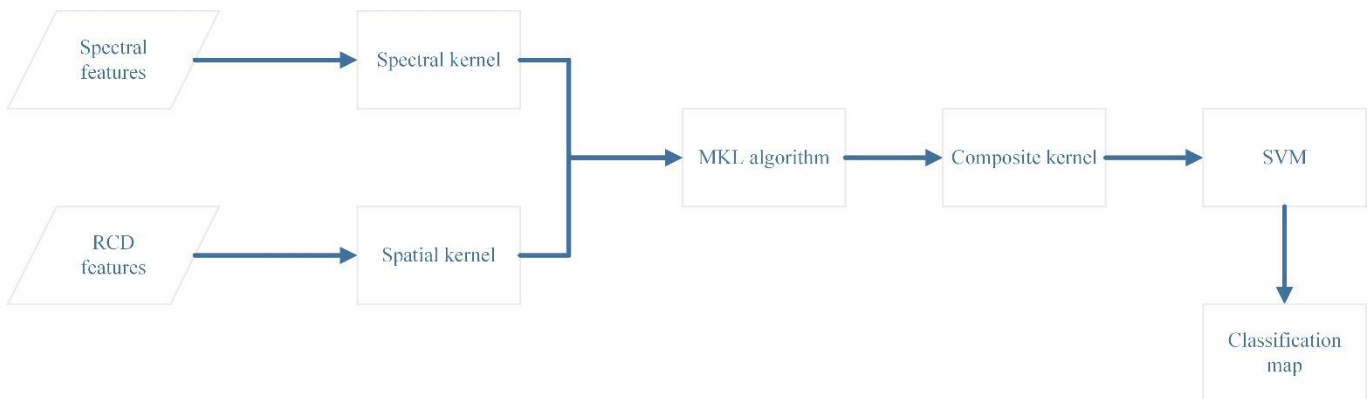 Spectral
features
Spectral kernel
RCD
features
Spatial kernel
MKL algorithm
Composite kernel
SVM
Classification
map